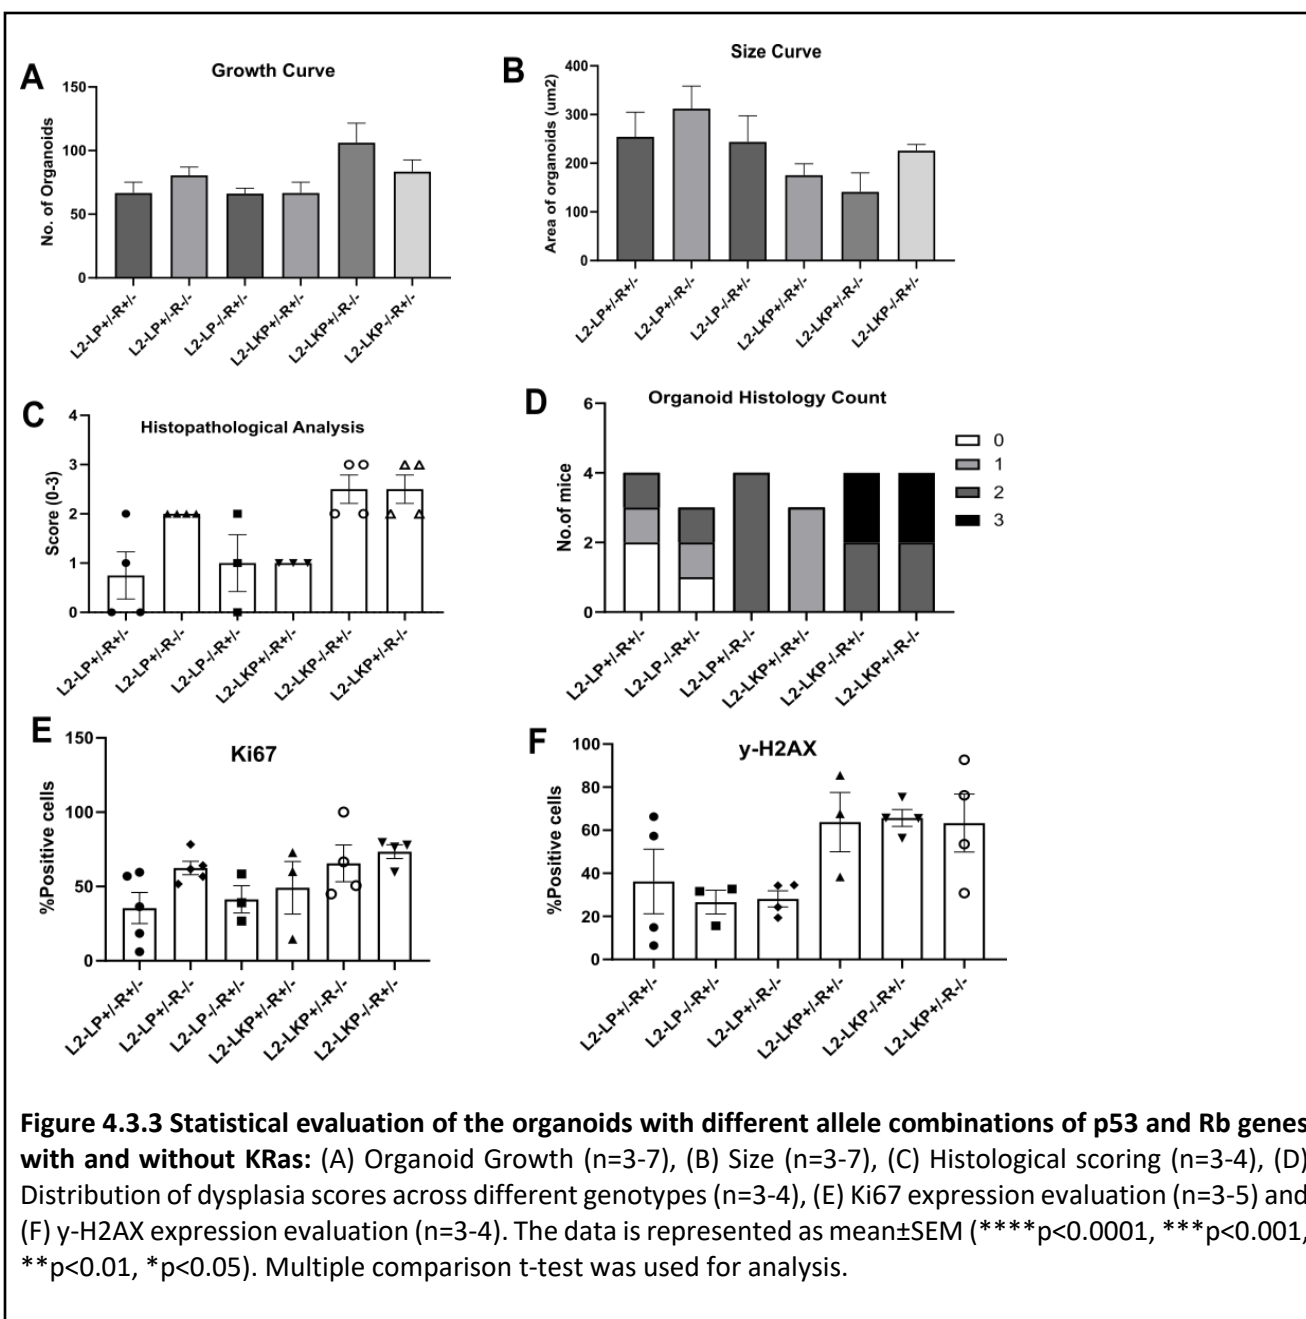 A
Growth Curve
No. of Organoids
150
100
50
0
L2-LP+/-R+/-
L2-LP+/-R-/-
L2-LP-/-R+/-
L2-LKP+/-R+/-
L2-LKP+/-R-/-
L2-LKP-/-R+/-
B
Size Curve
Area of organoids (um2)
400
300
200
100
0
L2-LP+/-R+/-
L2-LP+/-R-/-
L2-LP-/-R+/-
L2-LKP+/-R+/-
L2-LKP+/-R-/-
L2-LKP-/-R+/-
C
Histopathological Analysis
Score (0-3)
4
3
2
1
0
L2-LP+/-R+/-
L2-LP+/-R-/-
L2-LP-/-R+/-
L2-LKP+/-R+/-
L2-LKP-/-R+/-
L2-LKP+/-R-/-
D
Organoid Histology Count
No.of mice
6
4
2
0
L2-LP+/-R+/-
L2-LP-/-R+/-
L2-LP+/-R-/-
L2-LKP+/-R+/-
L2-LKP-/-R+/-
L2-LKP+/-R-/-
0
1
2
3
E
Ki67
%Positive cells
150
100
50
0
L2-LP+/-R+/-
L2-LP+/-R-/-
L2-LP-/-R+/-
L2-LKP+/-R+/-
L2-LKP+/-R-/-
L2-LKP-/-R+/-
F
y-H2AX
%Positive cells
100
80
60
40
20
0
L2-LP+/-R+/-
L2-LP-/-R+/-
L2-LP+/-R-/-
L2-LKP+/-R+/-
L2-LKP-/-R+/-
L2-LKP+/-R-/-
Figure 4.3.3 Statistical evaluation of the organoids with different allele combinations of p53 and Rb genes
with and without KRas: (A) Organoid Growth (n=3-7), (B) Size (n=3-7), (C) Histological scoring (n=3-4), (D)
Distribution of dysplasia scores across different genotypes (n=3-4), (E) Ki67 expression evaluation (n=3-5) and
(F) y-H2AX expression evaluation (n=3-4). The data is represented as mean±SEM (****p<0.0001, ***p<0.001,
**p<0.01, *p<0.05). Multiple comparison t-test was used for analysis.